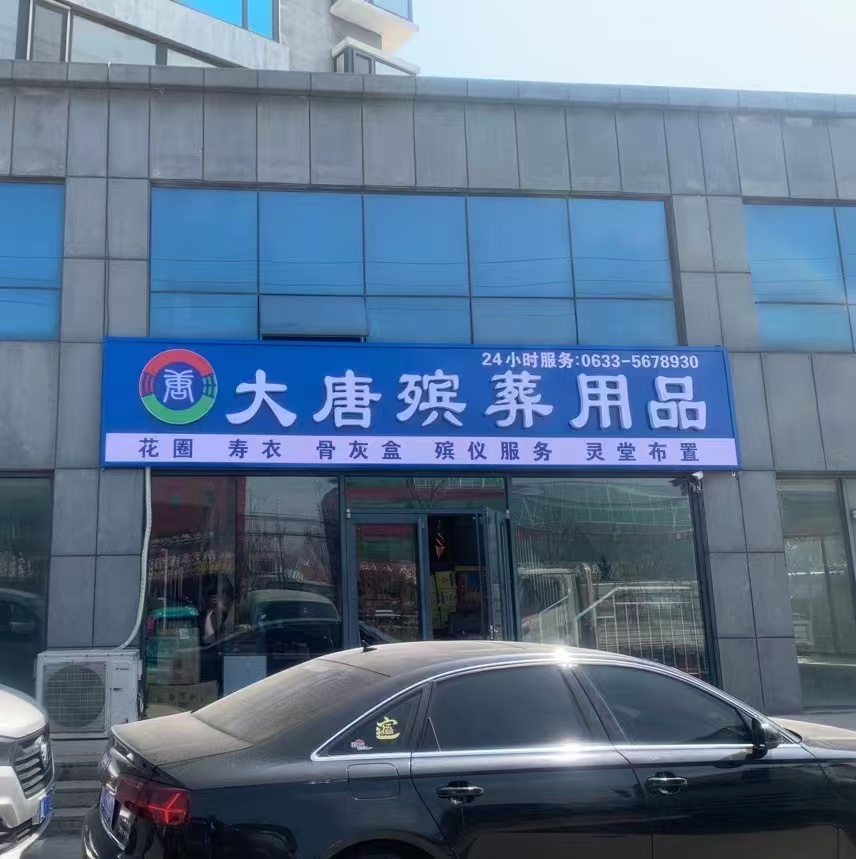 24小时服务:0633-5678930
唐
大唐殡葬用品
花圈 寿衣 骨灰盒 殡仪服务 灵堂布置